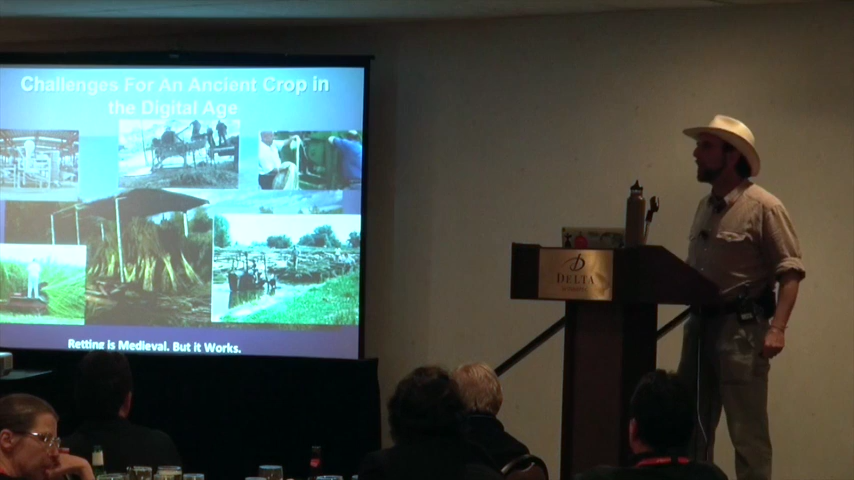 Challenges For An Ancient Crop in
the Digital Age
Retting is Medieval. But it Works.
DELTA